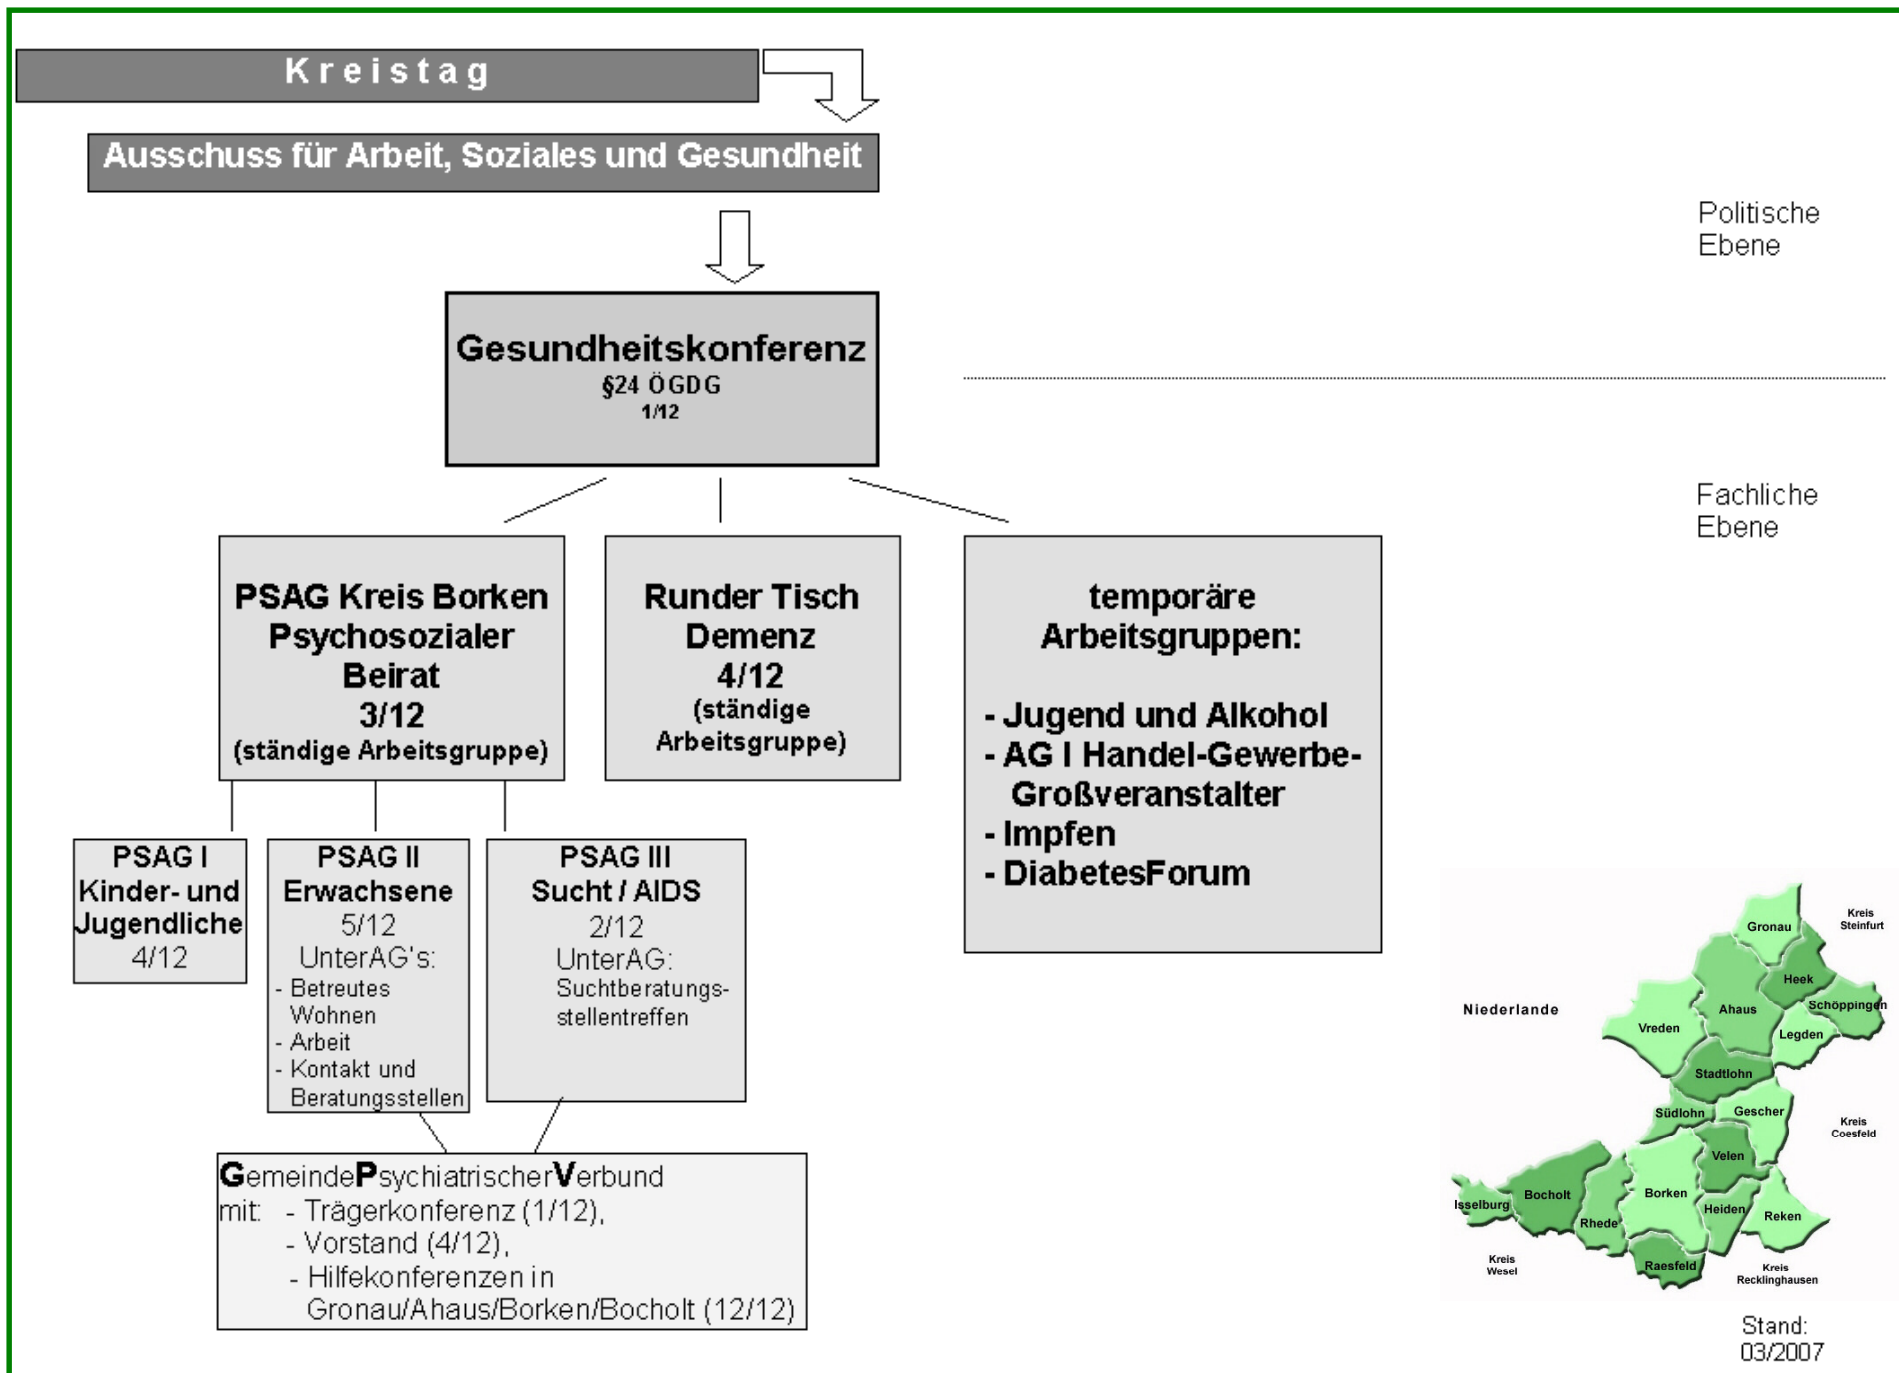 Kreistag
Ausschuss für Arbeit, Soziales und Gesundheit
Politische
Ebene
Gesundheitskonferenz
§24 ÖGDG
1/12
Fachliche
Ebene
PSAG Kreis Borken
Psychosozialer
Beirat
3/12
(ständige Arbeitsgruppe)
Runder Tisch
Demenz
4/12
(ständige
Arbeitsgruppe)
temporäre
Arbeitsgruppen:
- Jugend und Alkohol
- AG I Handel-Gewerbe-
Großveranstalter
- Impfen
- DiabetesForum
PSAG I
Kinder- und
Jugendliche
4/12
PSAG II
Erwachsene
5/12
UnterAG's:
- Betreutes
Wohnen
- Arbeit
- Kontakt und
Beratungsstellen
PSAG III
Sucht / AIDS
2/12
UnterAG:
Suchtberatungs-
stellentreffen
GemeindePsychiatrischerVerbund
mit: - Trägerkonferenz (1/12),
- Vorstand (4/12),
- Hilfekonferenzen in
Gronau/Ahaus/Borken/Bocholt (12/12)
Kreis
Steinfurt
Gronau
Heek
Niederlande
Ahaus
Schöppingen
Vreden
Legden
Stadtlohn
Südlohn
Gescher
Kreis
Coesfeld
Velen
Isselburg
Bocholt
Rhede
Borken
Heiden
Reken
Kreis
Wesel
Raesfeld
Kreis
Recklinghausen
Stand:
03/2007